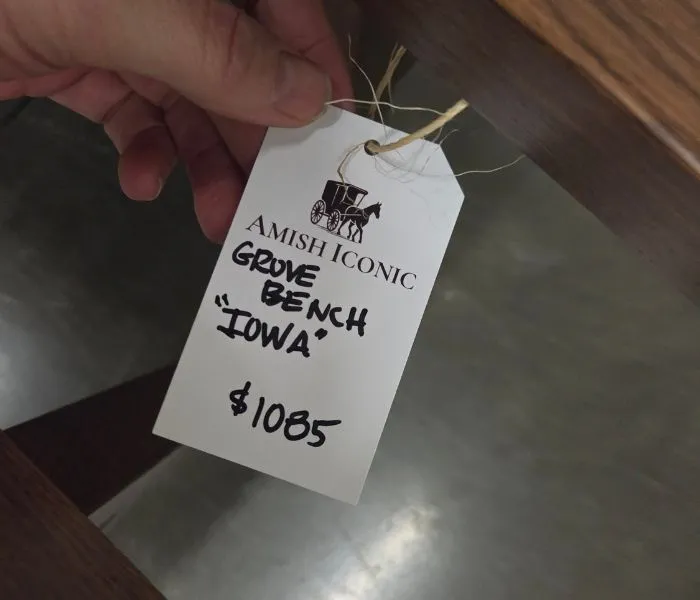 AMISH ICONIC
GROVE
BENCH
"IOWA"
$1085